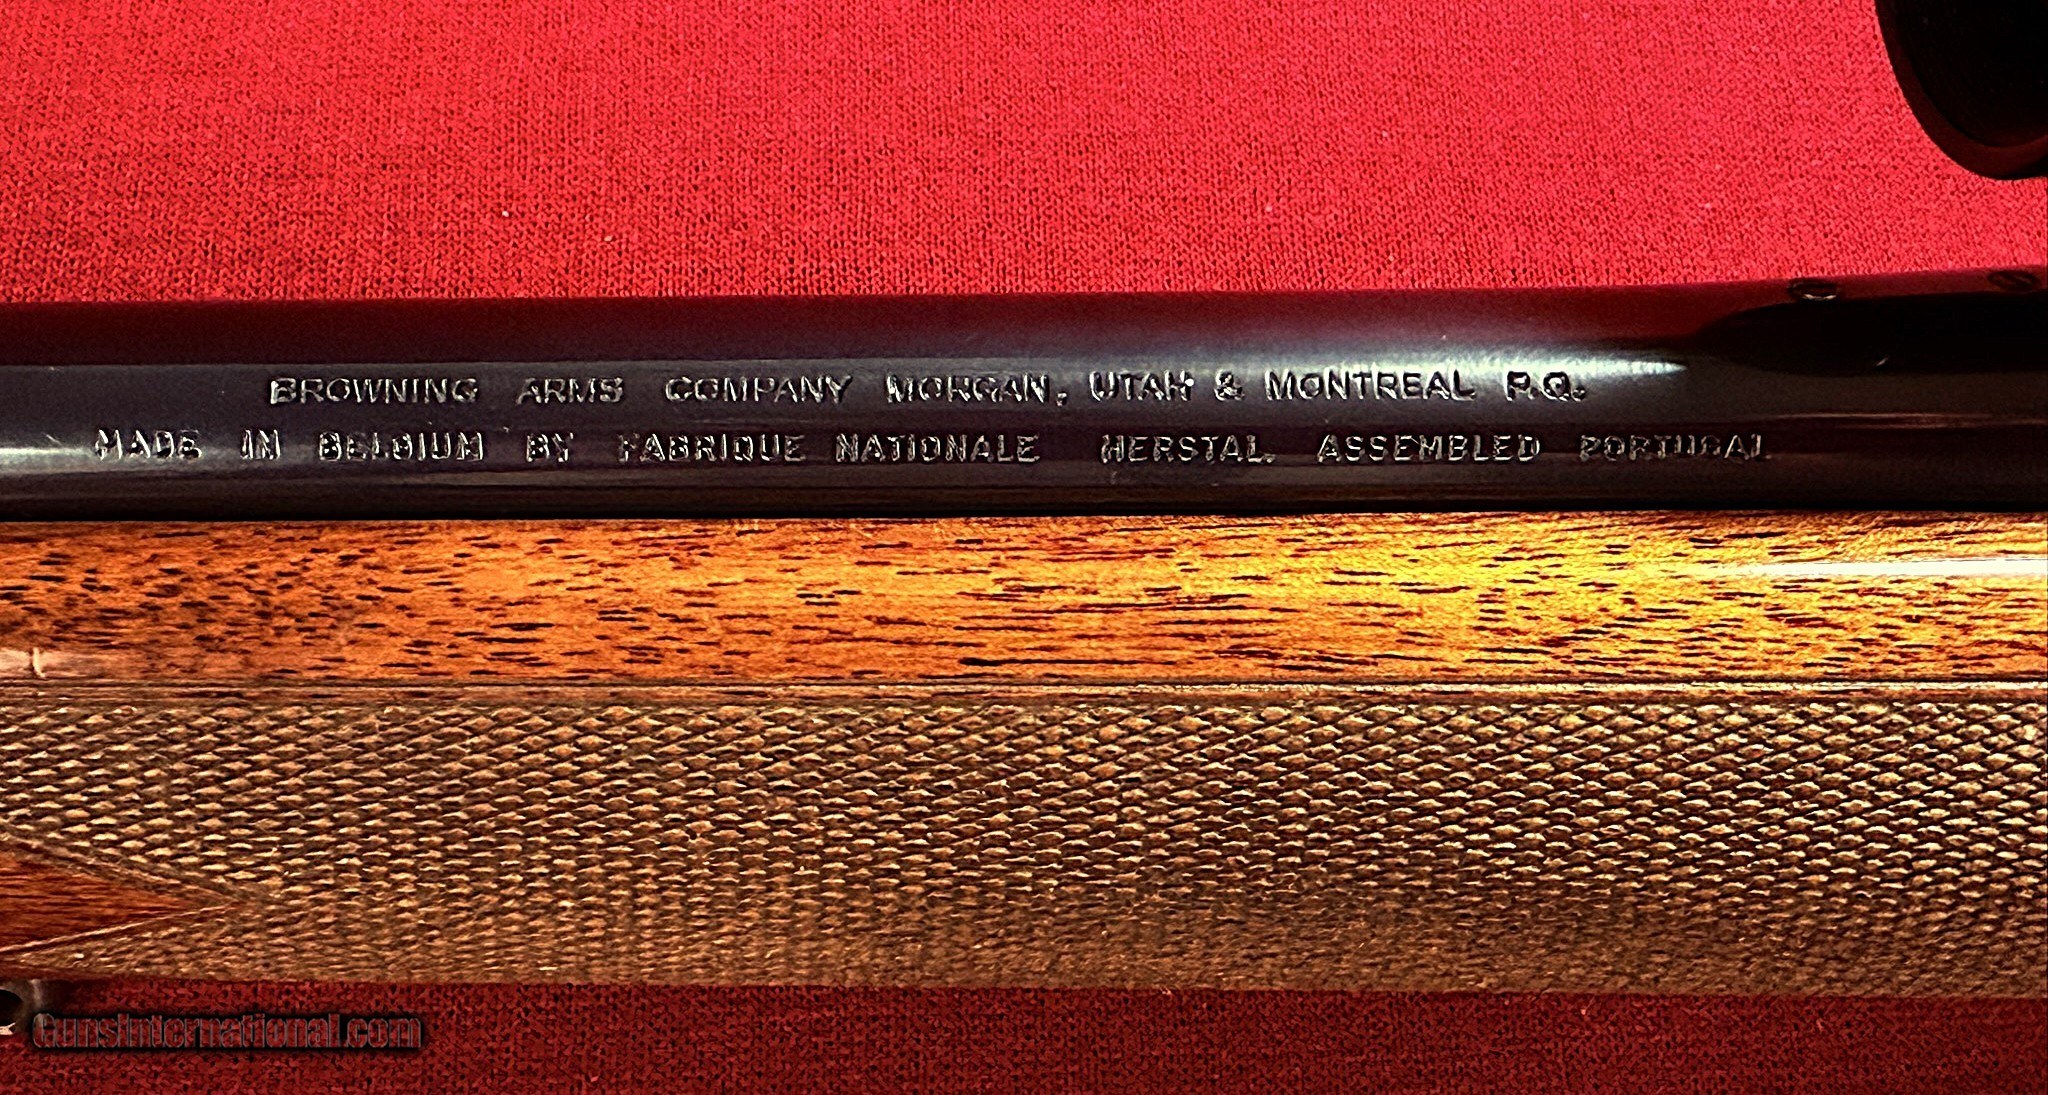 BROWNING ARMS COMPANY MORGAN, UTAH & MONTREAL P.Q.
MADE IN BELGIUM BY FABRIQUE NATIONALE HERSTAL. ASSEMBLED PORTUGAL
GunsInternational.com